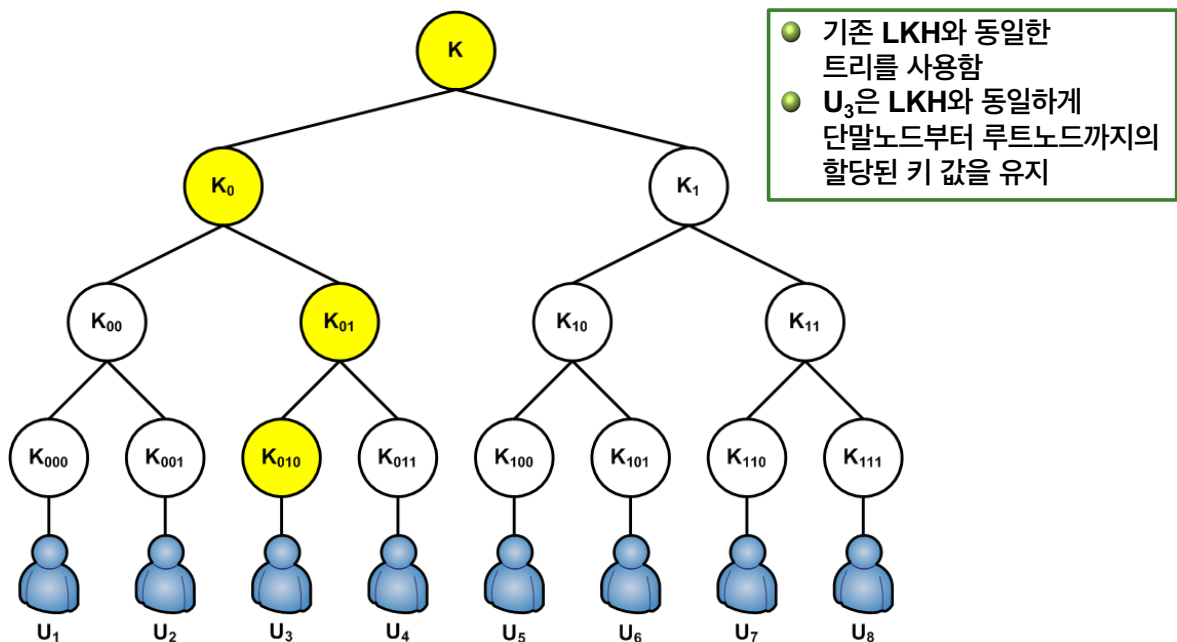 K
기존 LKH와 동일한
트리를 사용함
U₃은 LKH와 동일하게
단말노드부터 루트노드까지의
할당된 키 값을 유지
K₀ K₁
K₀₀ K₀₁ K₁₀ K₁₁
K₀₀₀ K₀₀₁ K₀₁₀ K₀₁₁ K₁₀₀ K₁₀₁ K₁₁₀ K₁₁₁
U₁ U₂ U₃ U₄ U₅ U₆ U₇ U₈